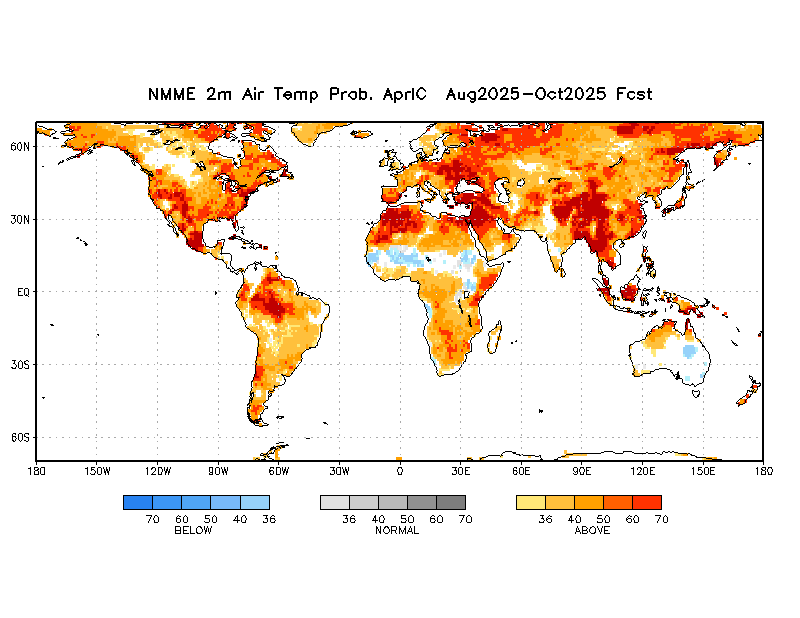 NMME 2m Air Temp Prob. AprIC Aug2025-Oct2025 Fcst
60N
30N
EQ
30S
60S
180 150W 120W 90W 60W 30W 0 30E 60E 90E 120E 150E 180
70 60 50 40 36 36 40 50 60 70 36 40 50 60 70
BELOW NORMAL ABOVE